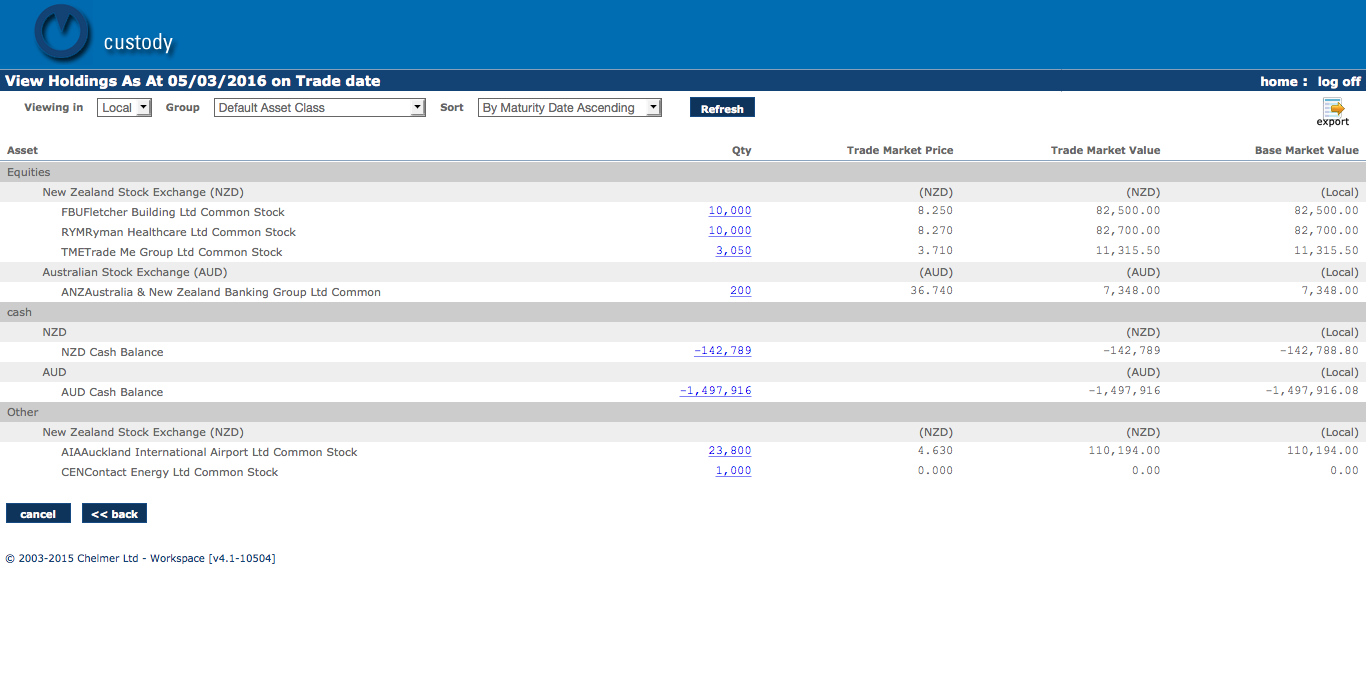 custody
View Holdings As At 05/03/2016 on Trade date home : log off
Viewing in Local Group Default Asset Class Sort By Maturity Date Ascending Refresh export
Asset Qty Trade Market Price Trade Market Value Base Market Value
Equities
New Zealand Stock Exchange (NZD) (NZD) (NZD) (Local)
FBUFletcher Building Ltd Common Stock 10,000 8.250 82,500.00 82,500.00
RYMRyman Healthcare Ltd Common Stock 10,000 8.270 82,700.00 82,700.00
TMETrade Me Group Ltd Common Stock 3,050 3.710 11,315.50 11,315.50
Australian Stock Exchange (AUD) (AUD) (AUD) (Local)
ANZAustralia & New Zealand Banking Group Ltd Common 200 36.740 7,348.00 7,348.00
cash
NZD (NZD) (Local)
NZD Cash Balance -142,789 -142,789 -142,788.80
AUD (AUD) (Local)
AUD Cash Balance -1,497,916 -1,497,916 -1,497,916.08
Other
New Zealand Stock Exchange (NZD) (NZD) (NZD) (Local)
AIAAuckland International Airport Ltd Common Stock 23,800 4.630 110,194.00 110,194.00
CENContact Energy Ltd Common Stock 1,000 0.000 0.00 0.00
cancel << back
© 2003-2015 Chelmer Ltd - Workspace [v4.1-10504]